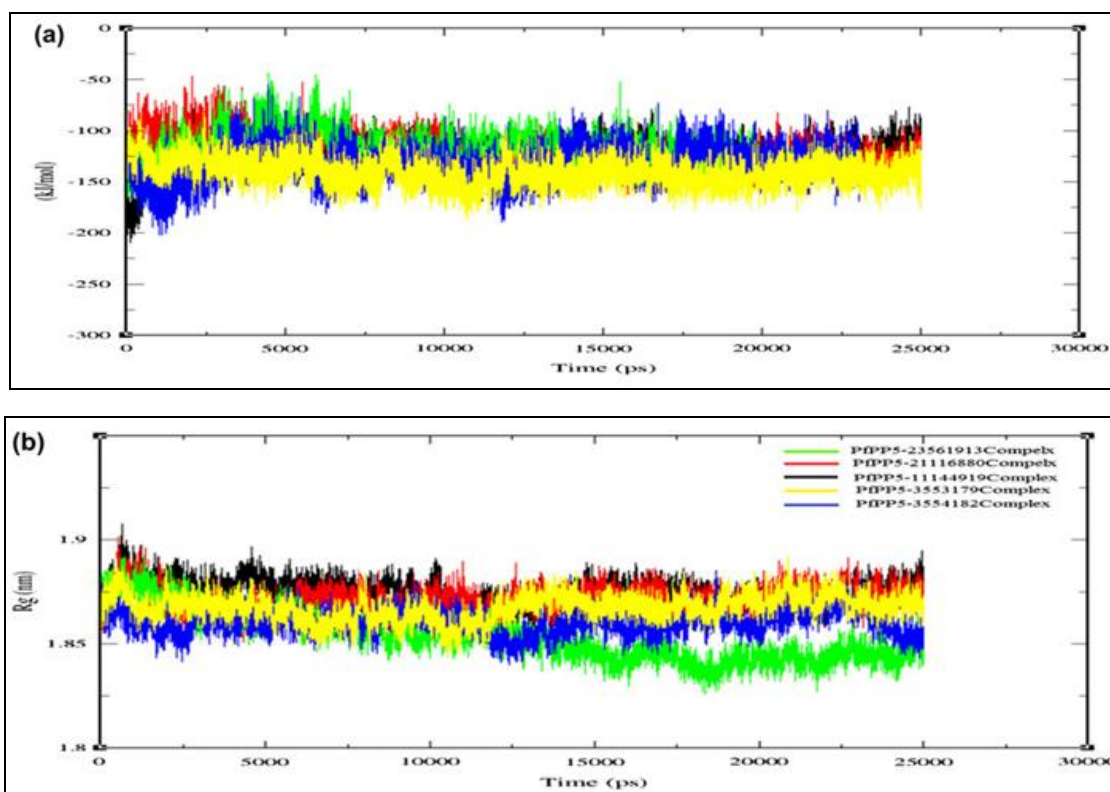 (a)
0
-50
-100
-150
-200
-250
-300
(kJ/mol)
0 5000 10000 15000 20000 25000 30000
Time (ps)
(b)
PfPP5-23561913Compelx
PfPP5-21116880Compelx
PfPP5-11144919Complex
PfPP5-3553179Complex
PfPP5-3554182Complex
1.9
1.85
1.8
Rg (nm)
0 5000 10000 15000 20000 25000 30000
Time (ps)